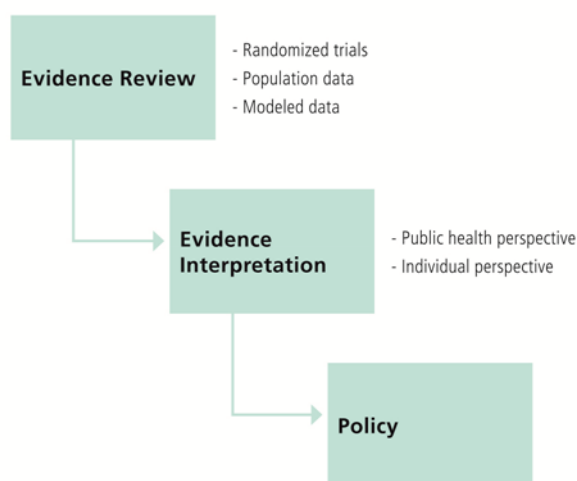 Evidence Review
- Randomized trials
- Population data
- Modeled data
Evidence
Interpretation
- Public health perspective
- Individual perspective
Policy